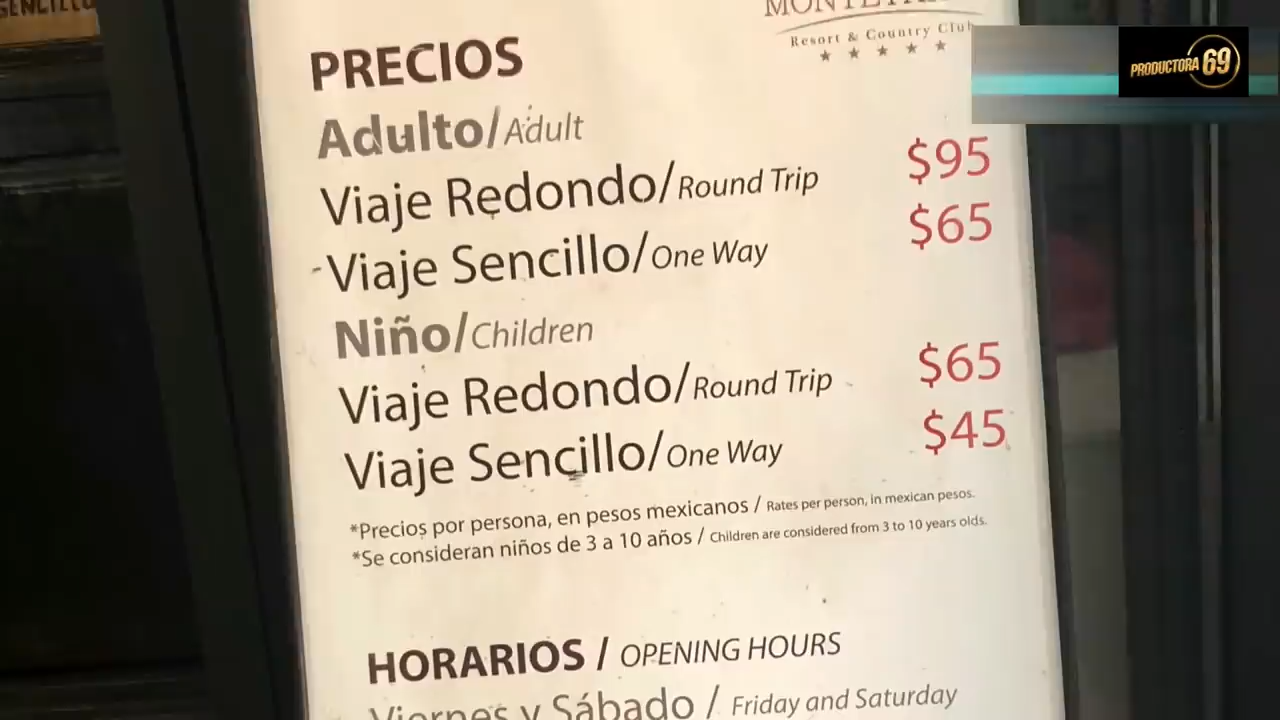 SENCILLO
Resort & Country Club
PRODUCTORA 69
PRECIOS
Adulto/Adult
Viaje Redondo/Round Trip $95
-Viaje Sencillo/One Way $65
Niño/Children
Viaje Redondo/Round Trip $65
Viaje Sencillo/One Way $45
*Precios por persona, en pesos mexicanos / Rates per person, in mexican pesos.
*Se consideran niños de 3 a 10 años / Children are considered from 3 to 10 years olds.
HORARIOS / OPENING HOURS
Viernes y Sábado / Friday and Saturday